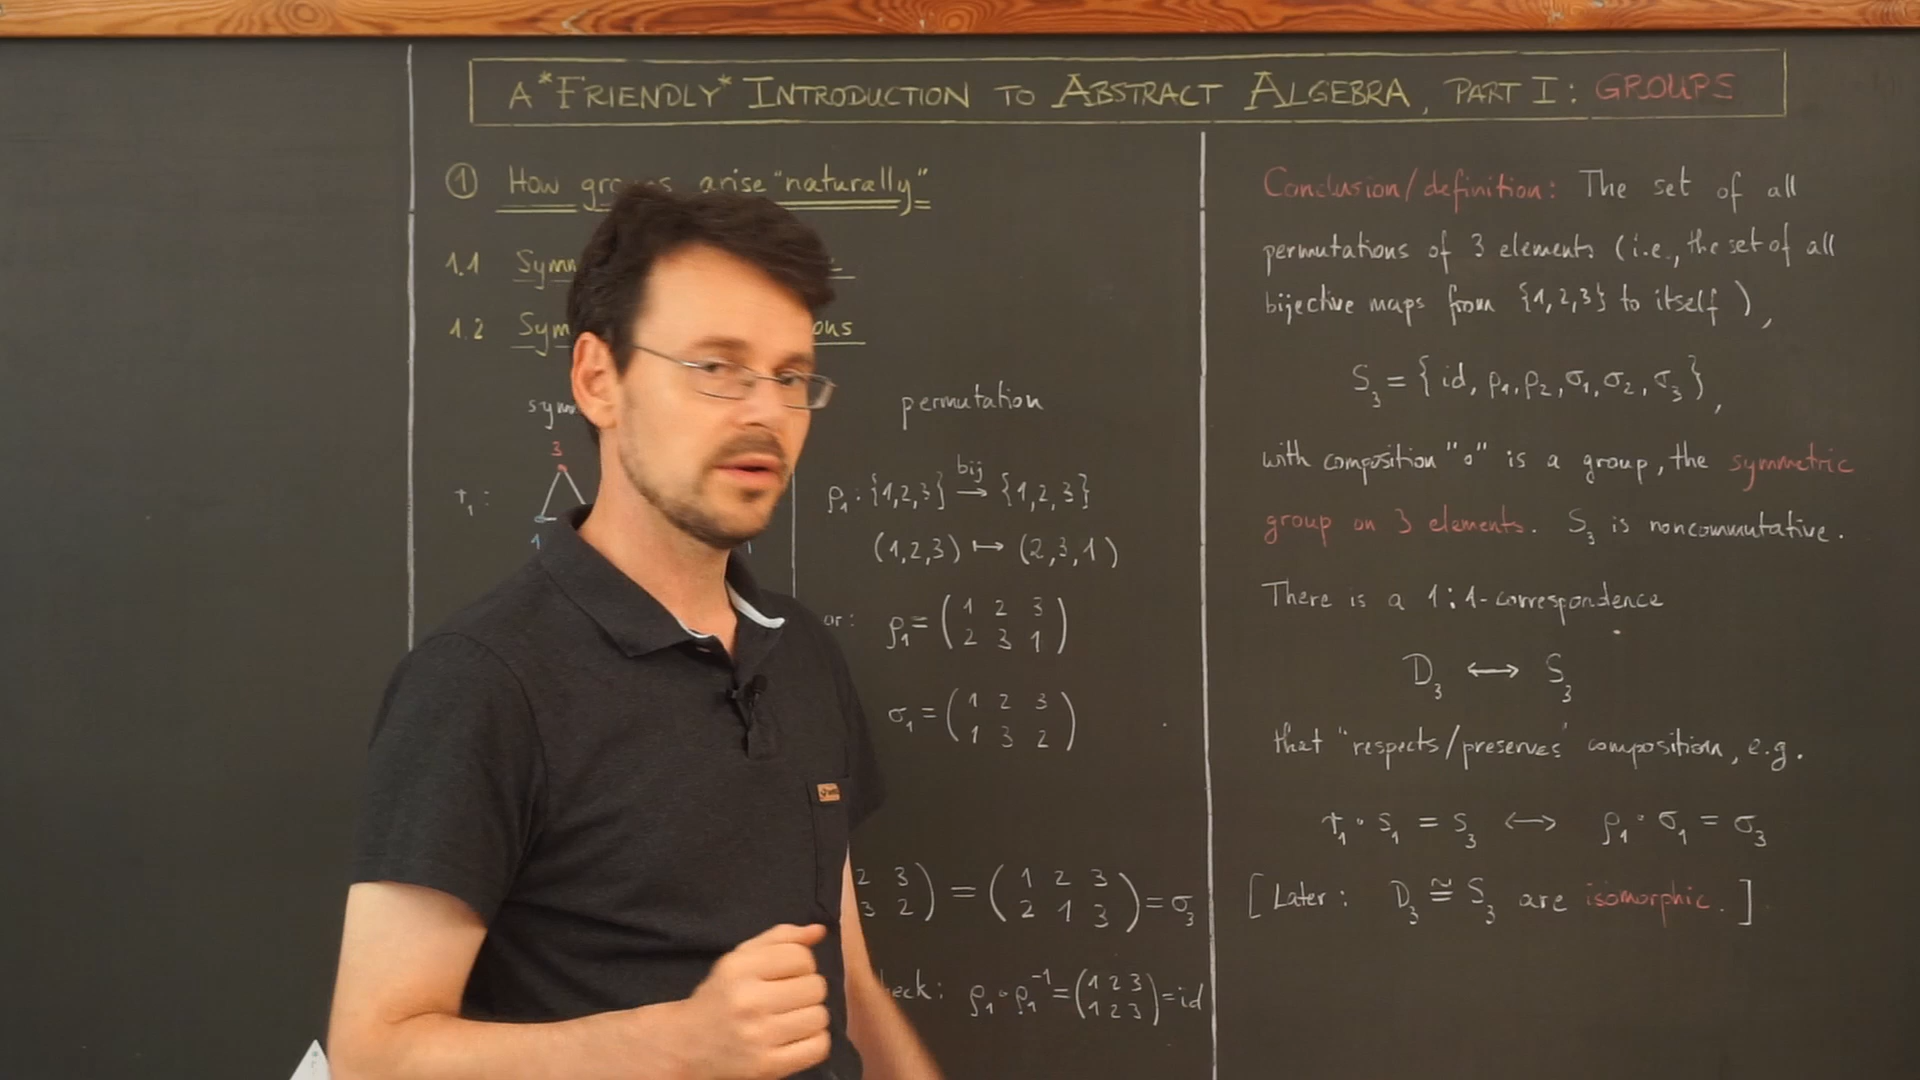 A *FRIENDLY* INTRODUCTION TO ABSTRACT ALGEBRA, PART I: GROUPS
① How groups arise "naturally"
1.1
1.2
permutation
3
r₁:
1
1
ρ₁: {1,2,3} bij→ {1,2,3}
(1,2,3) ↦ (2,3,1)
or: ρ₁ = (1 2 3
2 3 1)
σ₁ = (1 2 3
1 3 2)
2 3) = (1 2 3) = σ₃
3 2) (2 1 3)
ρ₁∘ρ₁⁻¹ = (1 2 3
1 2 3) = id
Conclusion/definition: The set of all
permutations of 3 elements (i.e., the set of all
bijective maps from {1,2,3} to itself),
S₃ = {id, ρ₁, ρ₂, σ₁, σ₂, σ₃},
with composition "∘" is a group, the symmetric
group on 3 elements. S₃ is noncommutative.
There is a 1:1-correspondence
D₃ ↔ S₃
that "respects/preserves" composition, e.g.
r₁∘s₁ = s₃ ↔ ρ₁∘σ₁ = σ₃
[Later: D₃ ≅ S₃ are isomorphic.]